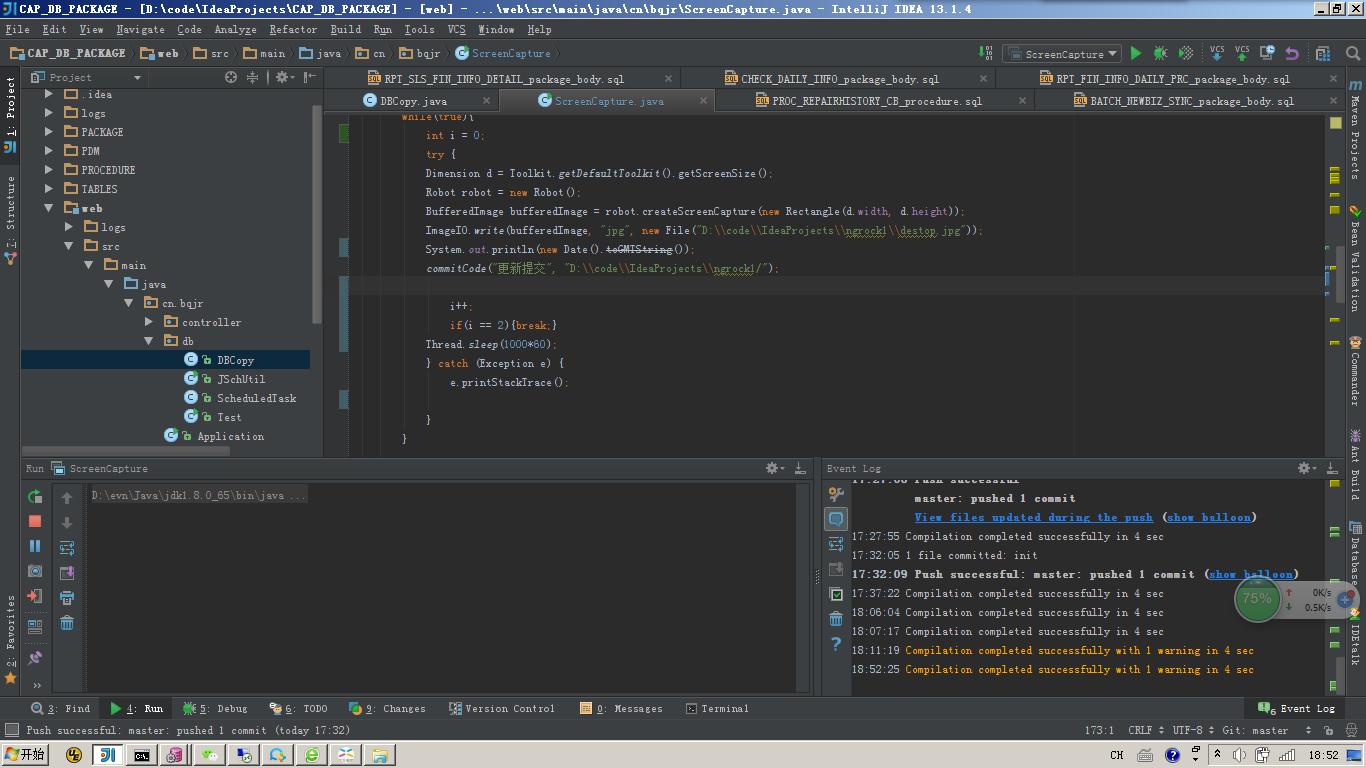 CAP_DB_PACKAGE - [D:\code\IdeaProjects\CAP_DB_PACKAGE] - [web] - ...\web\src\main\java\cn\bqjr\ScreenCapture.java - IntelliJ IDEA 13.1.4
File Edit View Navigate Code Analyze Refactor Build Run Tools VCS Window Help
CAP_DB_PACKAGE web src main java cn bqjr ScreenCapture ScreenCapture VCS VCS
Project RPT_SLS_FIN_INFO_DETAIL_package_body.sql CHECK_DAILY_INFO_package_body.sql RPT_FIN_INFO_DAILY_PRC_package_body.sql
DBCopy.java ScreenCapture.java PROC_REPAIRHISTORY_CB_procedure.sql BATCH_NEWBIZ_SYNC_package_body.sql
.idea
logs
PACKAGE
PDM
PROCEDURE
TABLES
web
logs
src
main
java
cn.bqjr
controller
db
DBCopy
JSchUtil
ScheduledTask
Test
Application
while(true){
int i = 0;
try {
Dimension d = Toolkit.getDefaultToolkit().getScreenSize();
Robot robot = new Robot();
BufferedImage bufferedImage = robot.createScreenCapture(new Rectangle(d.width, d.height));
ImageIO.write(bufferedImage, "jpg", new File("D:\\code\\IdeaProjects\\ngrock1\\destop.jpg"));
System.out.println(new Date().toGMTString());
commitCode("更新提交", "D:\\code\\IdeaProjects\\ngrock1/");
i++;
if(i == 2){break;}
Thread.sleep(1000*60);
} catch (Exception e) {
e.printStackTrace();
}
}
1: Project
7: Structure
2: Favorites
Maven Projects
Bean Validation
Commander
Ant Build
Database
IDEtalk
Run ScreenCapture
D:\evn\Java\jdk1.8.0_65\bin\java ...
Event Log
17:27:08 Push successful
master: pushed 1 commit
View files updated during the push (show balloon)
17:27:55 Compilation completed successfully in 4 sec
17:32:05 1 file committed: init
17:32:09 Push successful: master: pushed 1 commit (show balloon)
17:37:22 Compilation completed successfully in 4 sec
18:06:04 Compilation completed successfully in 4 sec
18:07:17 Compilation completed successfully in 4 sec
18:11:19 Compilation completed successfully with 1 warning in 4 sec
18:52:25 Compilation completed successfully with 1 warning in 4 sec
75% 0K/s
0.5K/s
3: Find 4: Run 5: Debug 6: TODO 9: Changes Version Control 0: Messages Terminal 6 Event Log
Push successful: master: pushed 1 commit (today 17:32) 173:1 CRLF UTF-8 Git: master
开始 CH 18:52